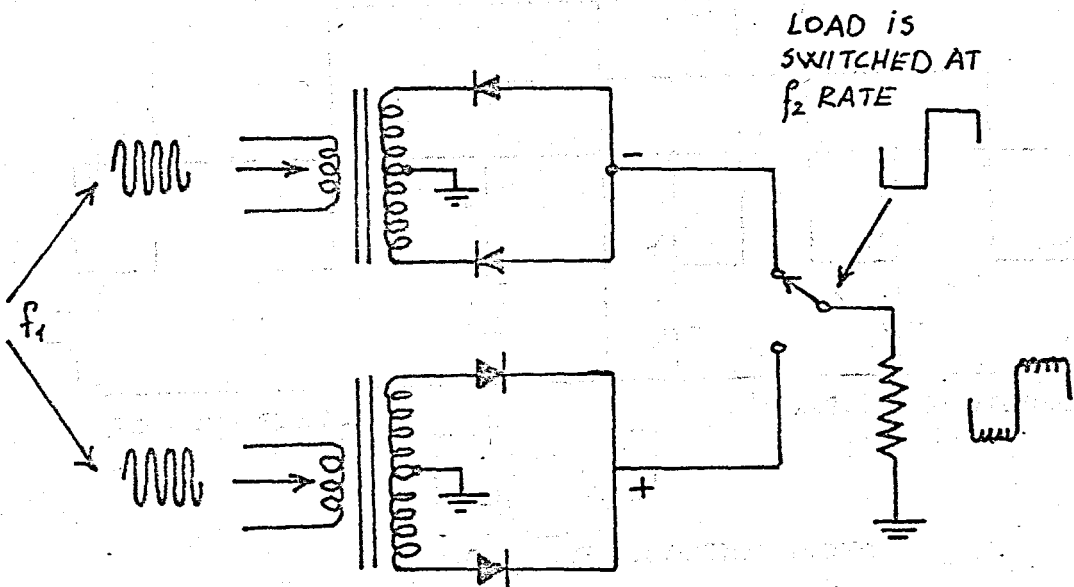 LOAD iS
SWITCHED AT
f₂ RATE
-
f₁
+